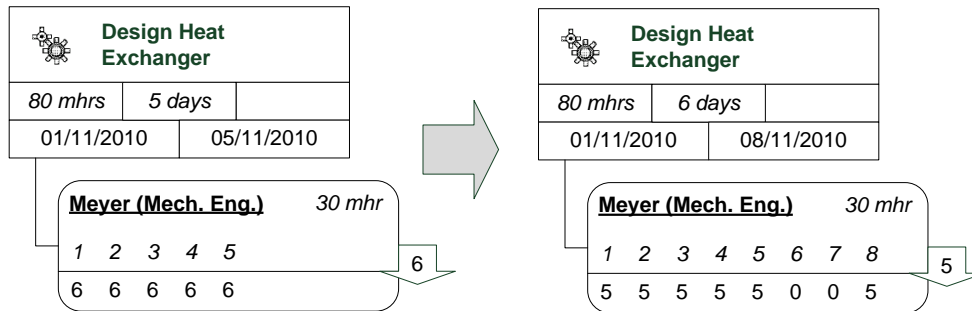 Design Heat
Exchanger
80 mhrs 5 days
01/11/2010 05/11/2010
Meyer (Mech. Eng.) 30 mhr
1 2 3 4 5
6 6 6 6 6
6
Design Heat
Exchanger
80 mhrs 6 days
01/11/2010 08/11/2010
Meyer (Mech. Eng.) 30 mhr
1 2 3 4 5 6 7 8
5 5 5 5 5 0 0 5
5